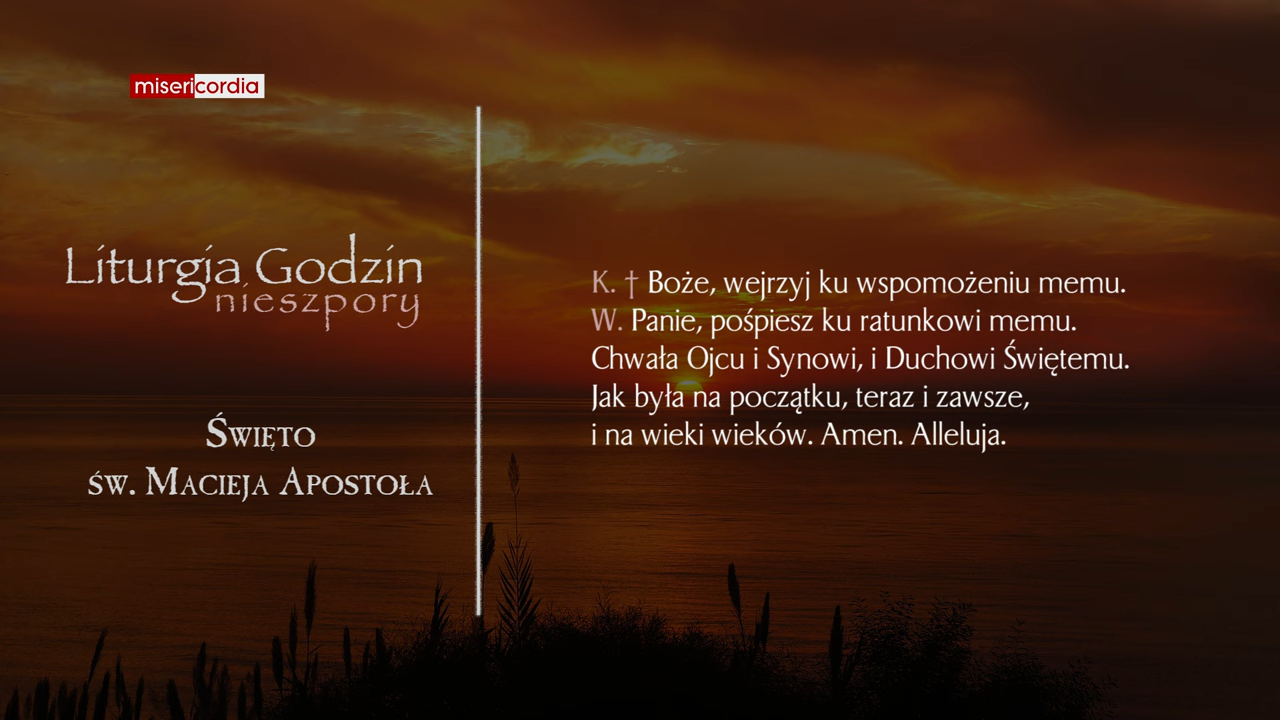 misericordia
Liturgia Godzin
nieszpory
Święto
św. Macieja Apostoła
K. † Boże, wejrzyj ku wspomożeniu memu.
W. Panie, pośpiesz ku ratunkowi memu.
Chwała Ojcu i Synowi, i Duchowi Świętemu.
Jak była na początku, teraz i zawsze,
i na wieki wieków. Amen. Alleluja.